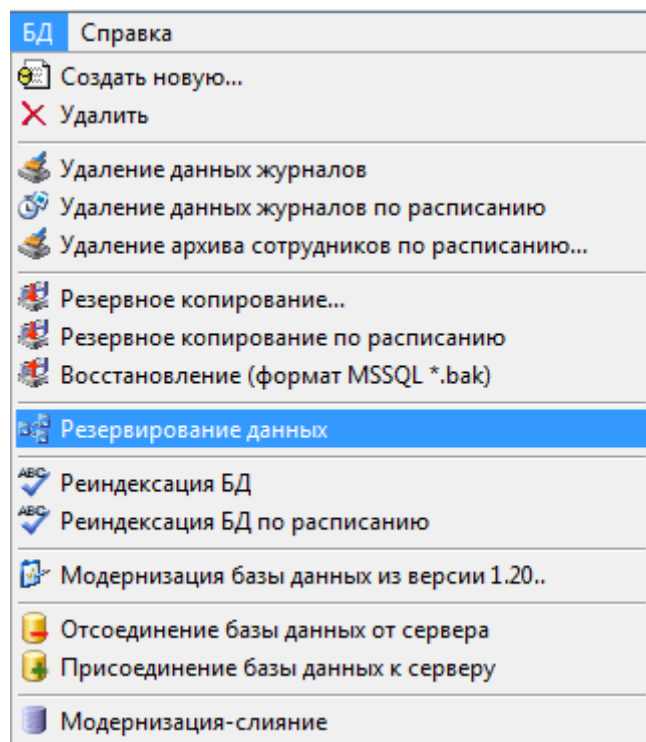 БД Справка
Создать новую...
Удалить
Удаление данных журналов
Удаление данных журналов по расписанию
Удаление архива сотрудников по расписанию...
Резервное копирование...
Резервное копирование по расписанию
Восстановление (формат MSSQL *.bak)
Резервирование данных
ABC Реиндексация БД
ABC Реиндексация БД по расписанию
Модернизация базы данных из версии 1.20..
Отсоединение базы данных от сервера
Присоединение базы данных к серверу
Модернизация-слияние